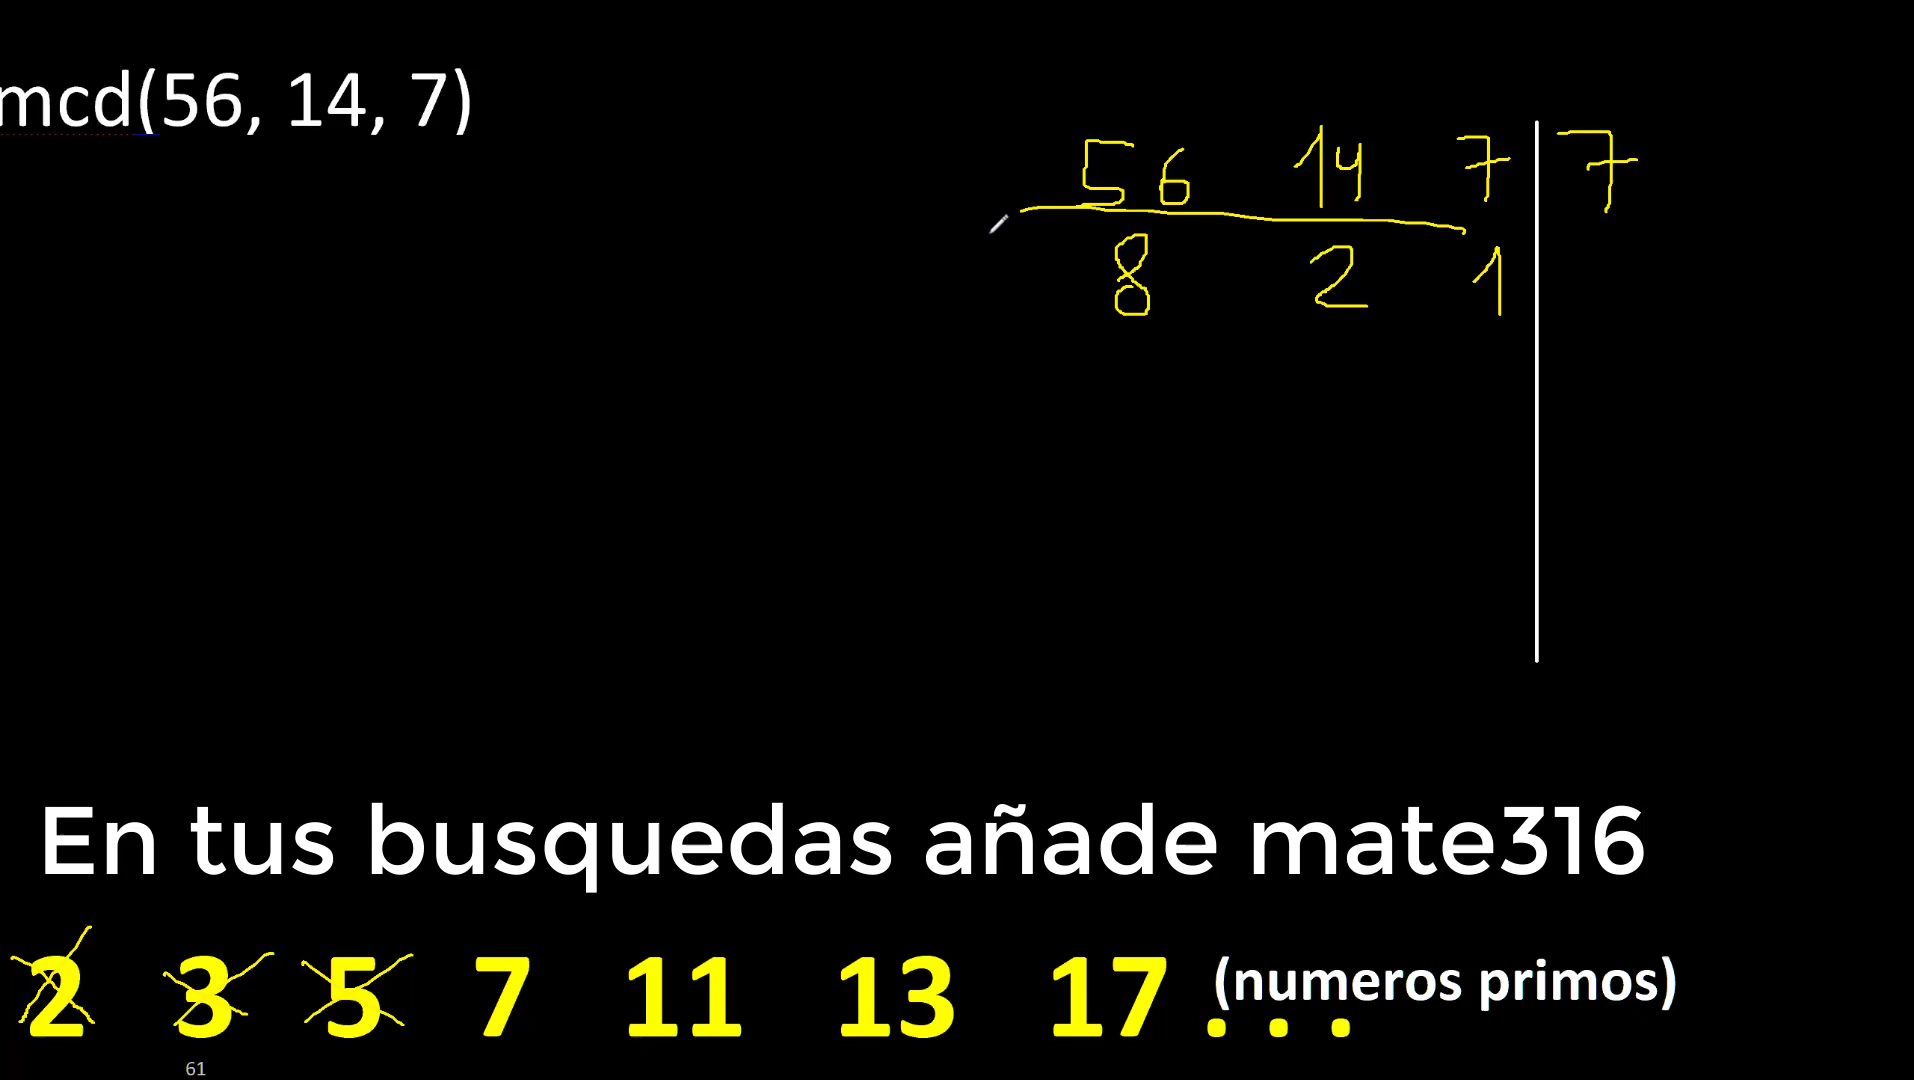 mcd(56, 14, 7)
56 14 7 7
8 2 1
En tus busquedas añade mate316
2 3 5 7 11 13 17 . . . (numeros primos)
61